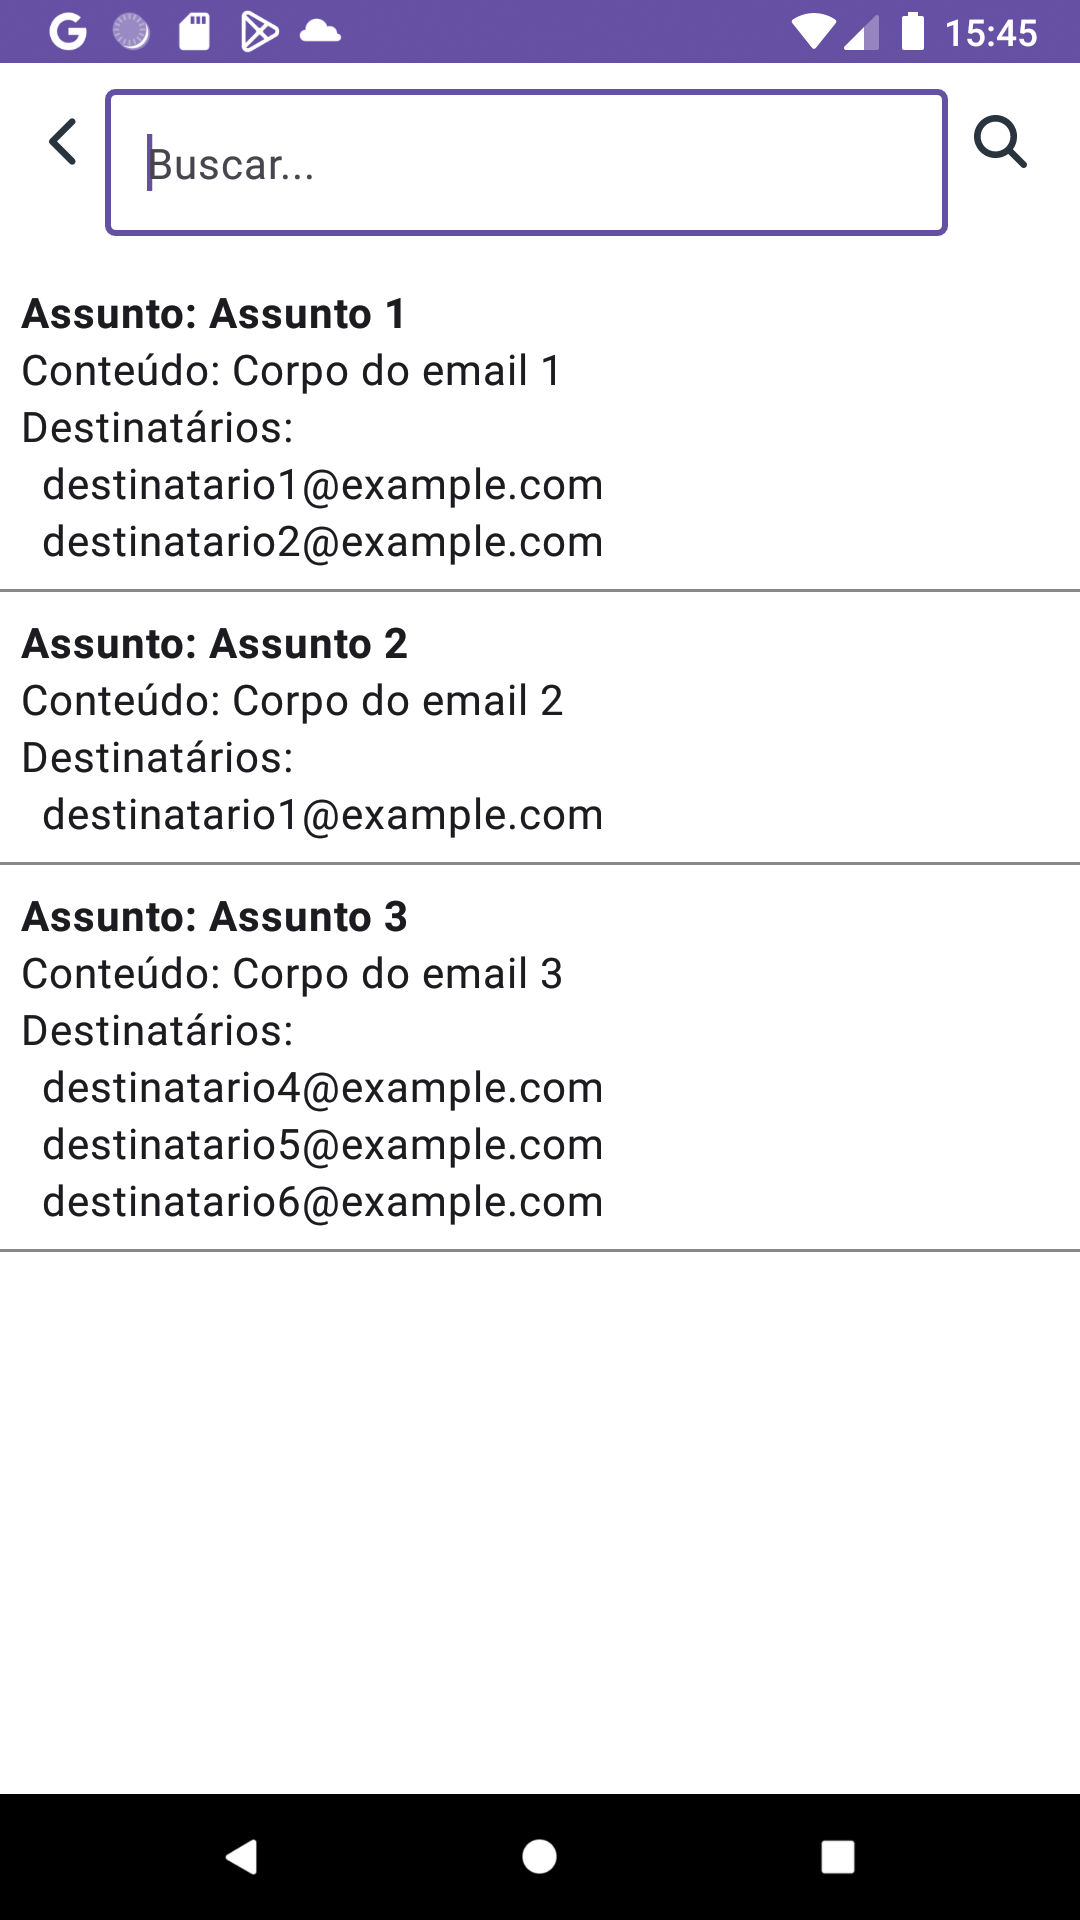 15:45
Buscar...
Assunto: Assunto 1
Conteúdo: Corpo do email 1
Destinatários:
destinatario1@example.com
destinatario2@example.com
Assunto: Assunto 2
Conteúdo: Corpo do email 2
Destinatários:
destinatario1@example.com
Assunto: Assunto 3
Conteúdo: Corpo do email 3
Destinatários:
destinatario4@example.com
destinatario5@example.com
destinatario6@example.com